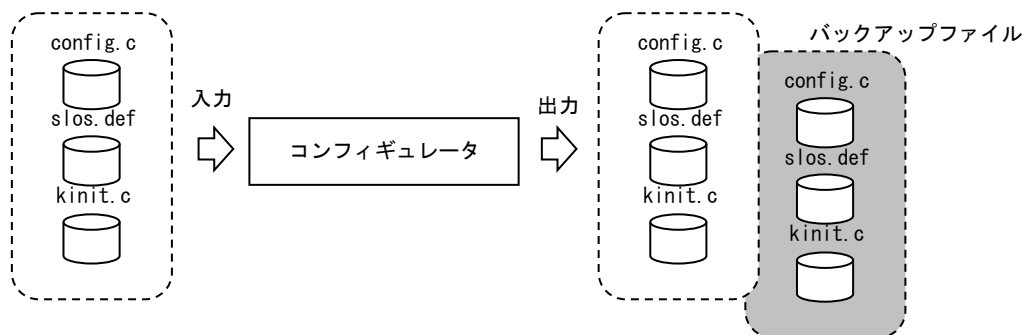 config.c
slos.def
kinit.c
入力
コンフィギュレータ
出力
config.c
slos.def
kinit.c
バックアップファイル
config.c
slos.def
kinit.c